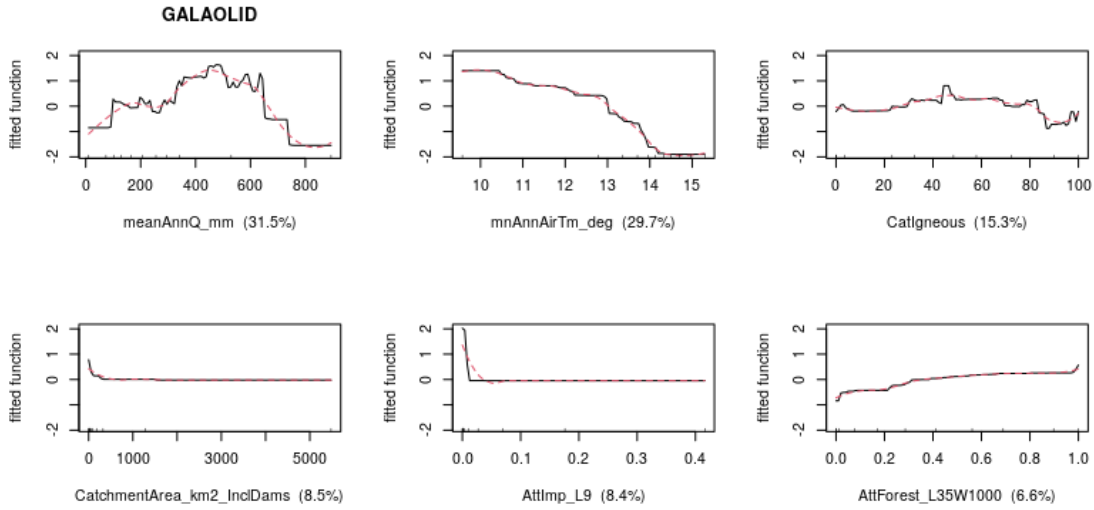 GALAOLID
fitted function
2
1
0
-2
0 200 400 600 800
meanAnnQ_mm (31.5%)
fitted function
2
1
0
-2
10 11 12 13 14 15
mnAnnAirTm_deg (29.7%)
fitted function
2
1
0
-2
0 20 40 60 80 100
CatIgneous (15.3%)
fitted function
2
1
0
-2
0 1000 3000 5000
CatchmentArea_km2_InclDams (8.5%)
fitted function
2
1
0
-2
0.0 0.1 0.2 0.3 0.4
AttImp_L9 (8.4%)
fitted function
2
1
0
-2
0.0 0.2 0.4 0.6 0.8 1.0
AttForest_L35W1000 (6.6%)